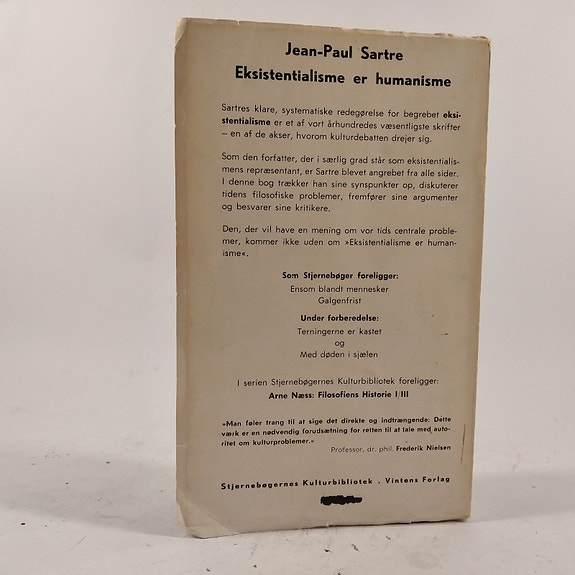 Jean-Paul Sartre
Eksistentialisme er humanisme
Sartres klare, systematiske redegørelse for begrebet eksi-
stentialisme er et af vort århundredes væsentligste skrifter
– en af de akser, hvorom kulturdebatten drejer sig.
Som den forfatter, der i særlig grad står som eksistentialis-
mens repræsentant, er Sartre blevet angrebet fra alle sider.
I denne bog trækker han sine synspunkter op, diskuterer
tidens filosofiske problemer, fremfører sine argumenter
og besvarer sine kritikere.
Den, der vil have en mening om vor tids centrale proble-
mer, kommer ikke uden om »Eksistentialisme er human-
isme«.
Som Stjernebøger foreligger:
Ensom blandt mennesker
Galgenfrist
Under forberedelse:
Terningerne er kastet
og
Med døden i sjælen
I serien Stjernebøgernes Kulturbibliotek foreligger:
Arne Næss: Filosofiens Historie I/III
»Man føler trang til at sige det direkte og indtrængende: Dette
værk er en nødvendig forudsætning for retten til at tale med auto-
ritet om kulturproblemer.«
Professor, dr. phil. Frederik Nielsen
Stjernebøgernes Kulturbibliotek . Vintens Forlag